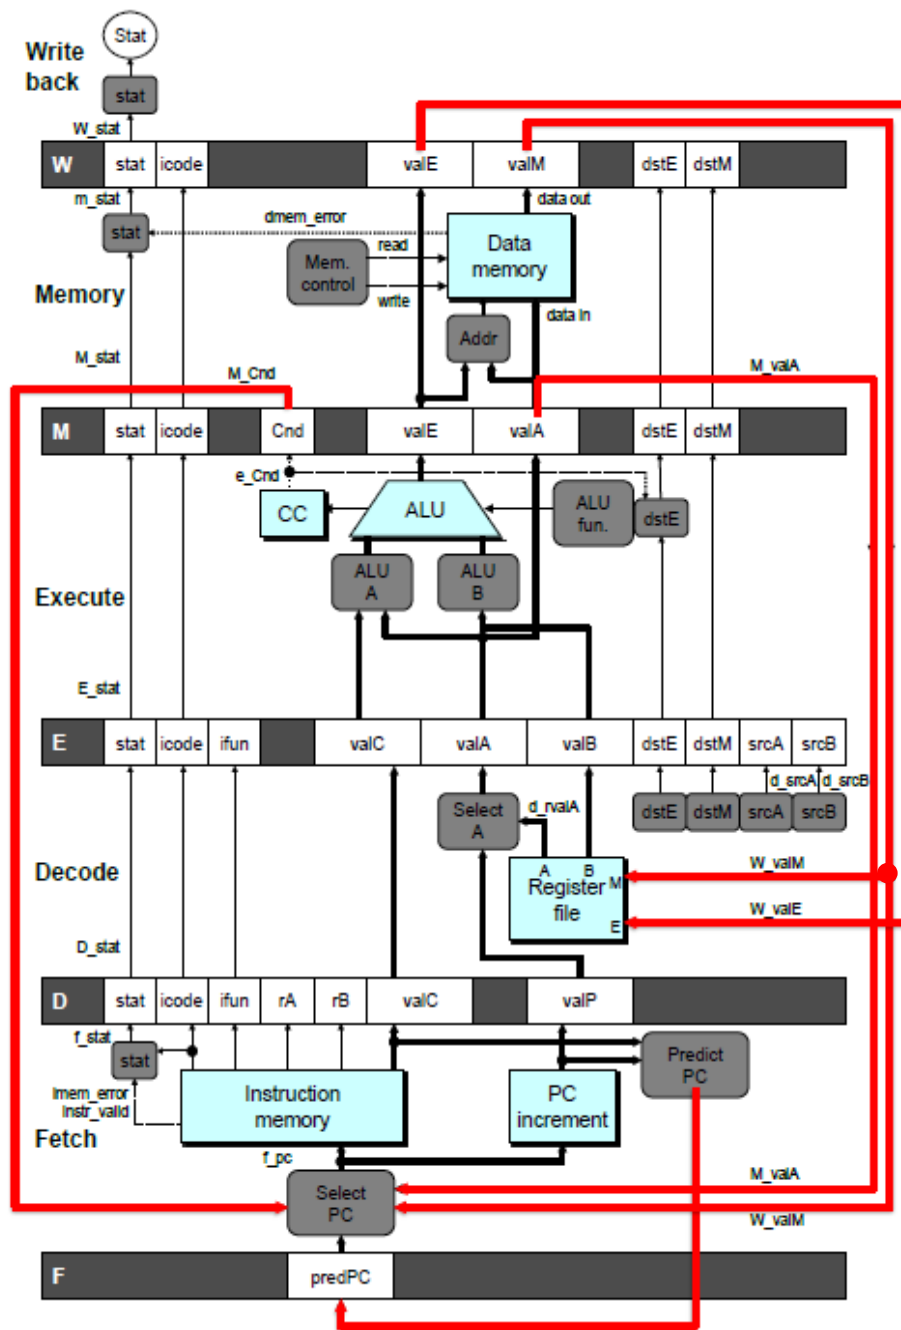 Stat
Write
back
stat
W_stat
W stat icode valE valM dstE dstM
m_stat
data out
dmem_error
stat
read
Data
memory
Mem.
control
write
Memory
data in
Addr
M_stat
M_Cnd
M_valA
M stat icode Cnd valE valA dstE dstM
e_Cnd
CC
ALU
ALU
fun.
dstE
ALU
A
ALU
B
Execute
E_stat
E stat icode ifun valC valA valB dstE dstM srcA srcB
d_srcA d_srcB
Select
A
d_rvalA
dstE dstM srcA srcB
Decode
A B
M
Register
file
E
W_valM
W_valE
D_stat
D stat icode ifun rA rB valC valP
f_stat
stat
Predict
PC
Imem_error
Instr_valid
Instruction
memory
PC
increment
Fetch
f_pc
Select
PC
M_valA
W_valM
F predPC